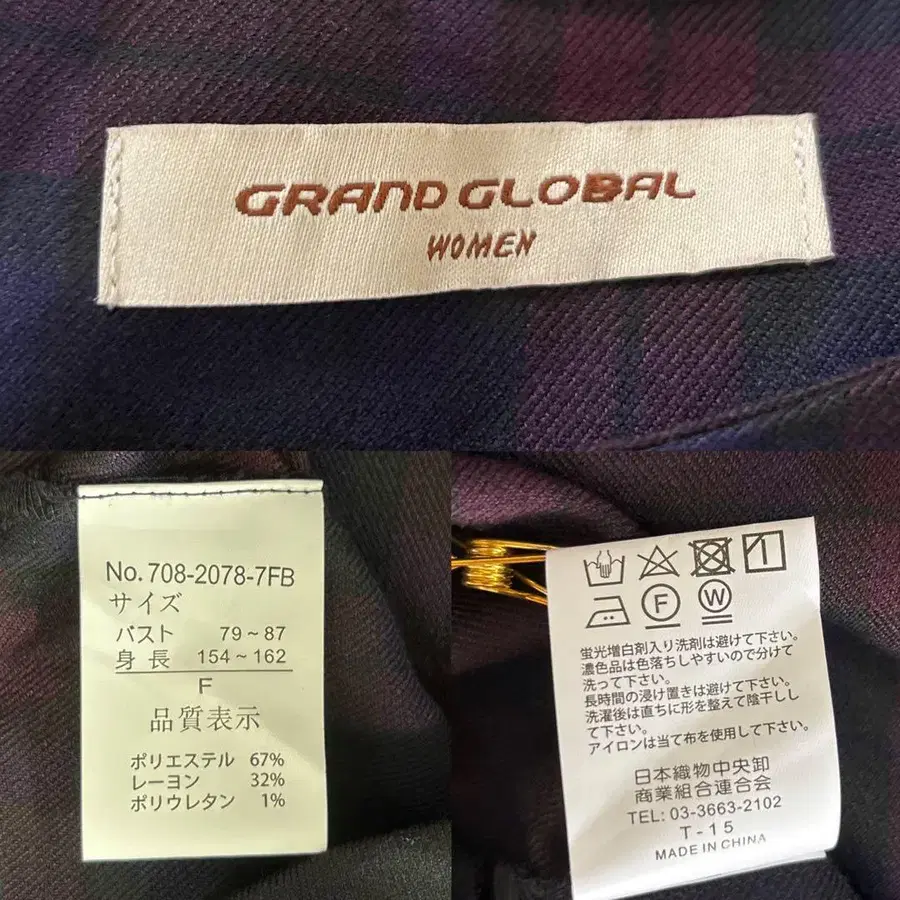 GRAND GLOBAL
WOMEN
No. 708-2078-7FB
サイズ
バスト 79~87
身長 154~162
F
品質表示
ポリエステル 67%
レーヨン 32%
ポリウレタン 1%
F W
蛍光増白剤入り洗剤は避けて下さい。
濃色品は色落ちしやすいので分けて
洗って下さい。
長時間の浸け置きは避けて下さい。
洗濯後は直ちに形を整えて陰干しし
て下さい。
アイロンは当て布を使用して下さい。
日本織物中央卸
商業組合連合会
TEL: 03-3663-2102
T-15
MADE IN CHINA